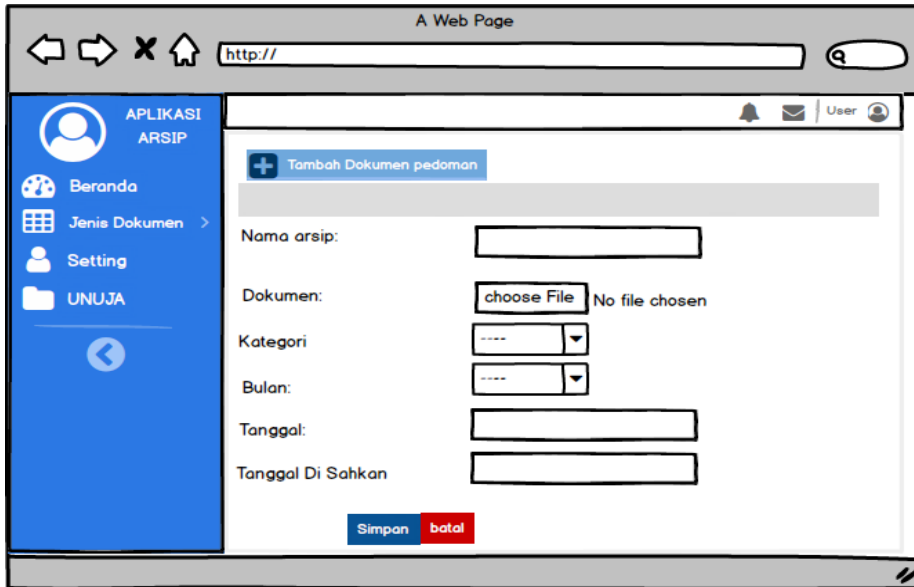 A Web Page
http://
APLIKASI
ARSIP
User
Beranda
Jenis Dokumen >
Setting
UNUJA
Tambah Dokumen pedoman
Nama arsip:
Dokumen: choose File No file chosen
Kategori ----
Bulan: ----
Tanggal:
Tanggal Di Sahkan
Simpan batal